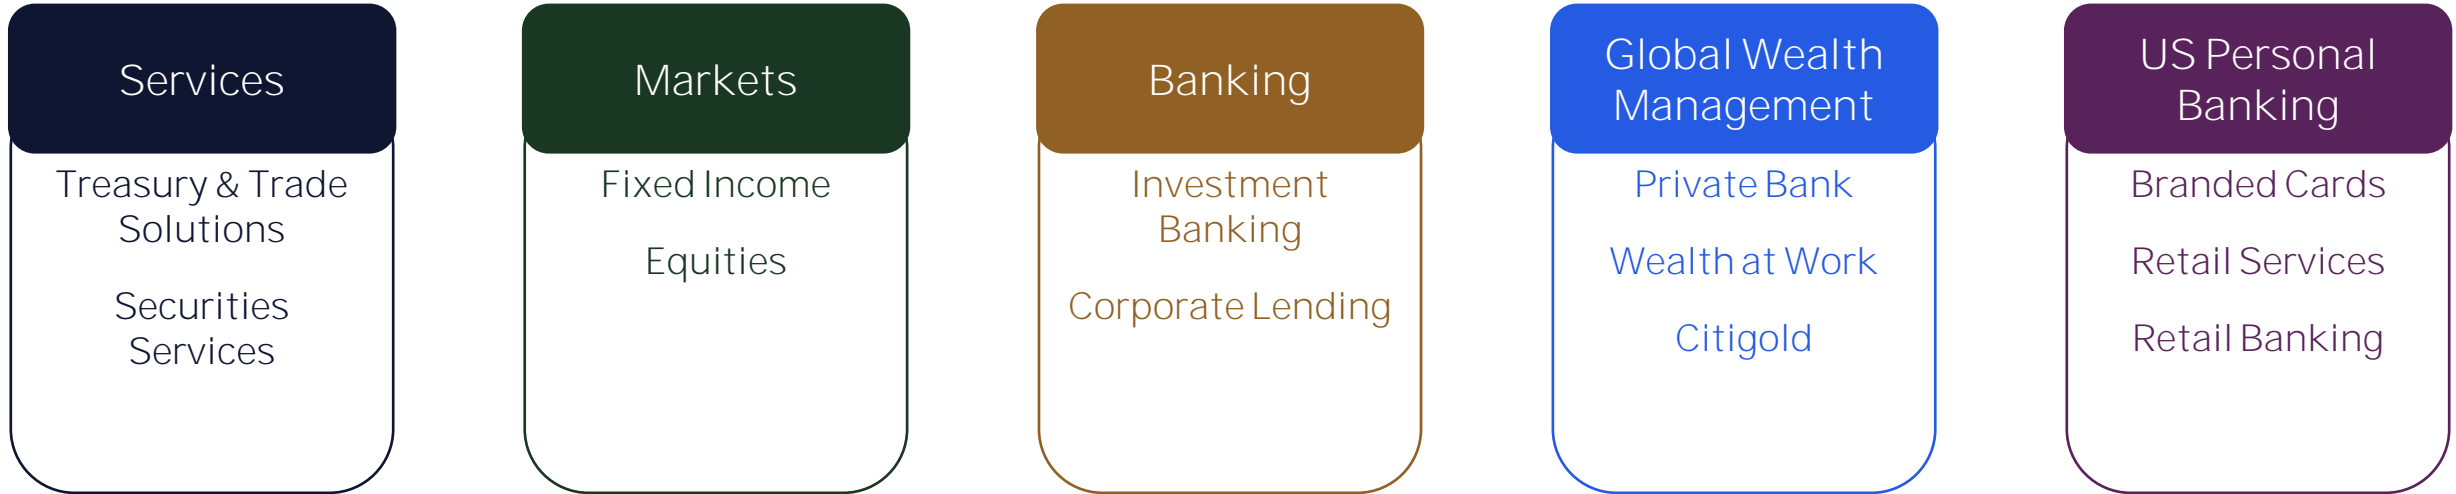 Services
Treasury & Trade
Solutions
Securities
Services
Markets
Fixed Income
Equities
Banking
Investment
Banking
Corporate Lending
Global Wealth
Management
Private Bank
Wealth at Work
Citigold
US Personal
Banking
Branded Cards
Retail Services
Retail Banking